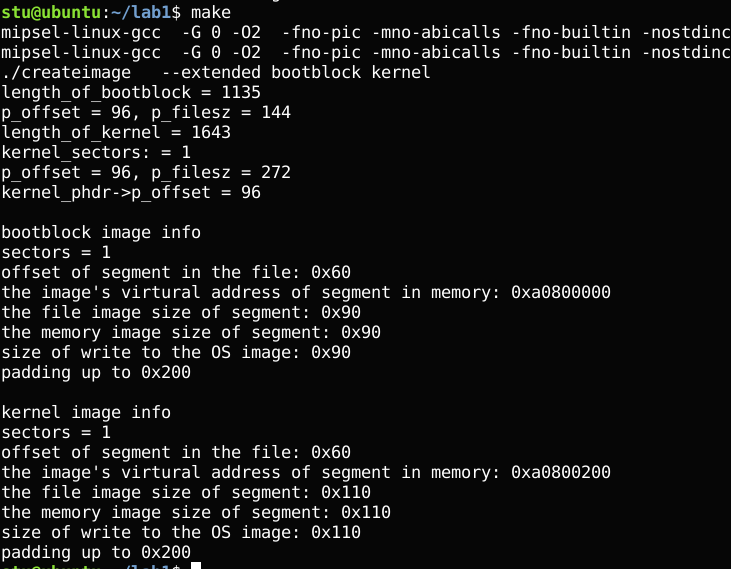 stu@ubuntu:~/lab1$ make
mipsel-linux-gcc  -G 0 -O2  -fno-pic -mno-abicalls -fno-builtin -nostdinc
mipsel-linux-gcc  -G 0 -O2  -fno-pic -mno-abicalls -fno-builtin -nostdinc
./createimage   --extended bootblock kernel
length_of_bootblock = 1135
p_offset = 96, p_filesz = 144
length_of_kernel = 1643
kernel_sectors: = 1
p_offset = 96, p_filesz = 272
kernel_phdr->p_offset = 96

bootblock image info
sectors = 1
offset of segment in the file: 0x60
the image's virtural address of segment in memory: 0xa0800000
the file image size of segment: 0x90
the memory image size of segment: 0x90
size of write to the OS image: 0x90
padding up to 0x200

kernel image info
sectors = 1
offset of segment in the file: 0x60
the image's virtural address of segment in memory: 0xa0800200
the file image size of segment: 0x110
the memory image size of segment: 0x110
size of write to the OS image: 0x110
padding up to 0x200
stu@ubuntu:~/lab1$